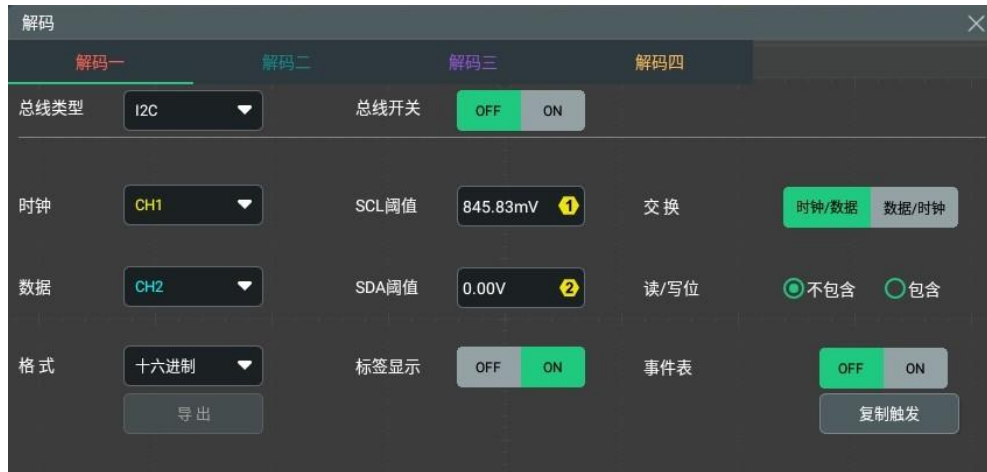 解码
解码一 解码二 解码三 解码四
总线类型 I2C 总线开关 OFF ON
时钟 CH1 SCL阈值 845.83mV 1 交换 时钟/数据 数据/时钟
数据 CH2 SDA阈值 0.00V 2 读/写位 不包含 包含
格式 十六进制 标签显示 OFF ON 事件表 OFF ON
导出 复制触发